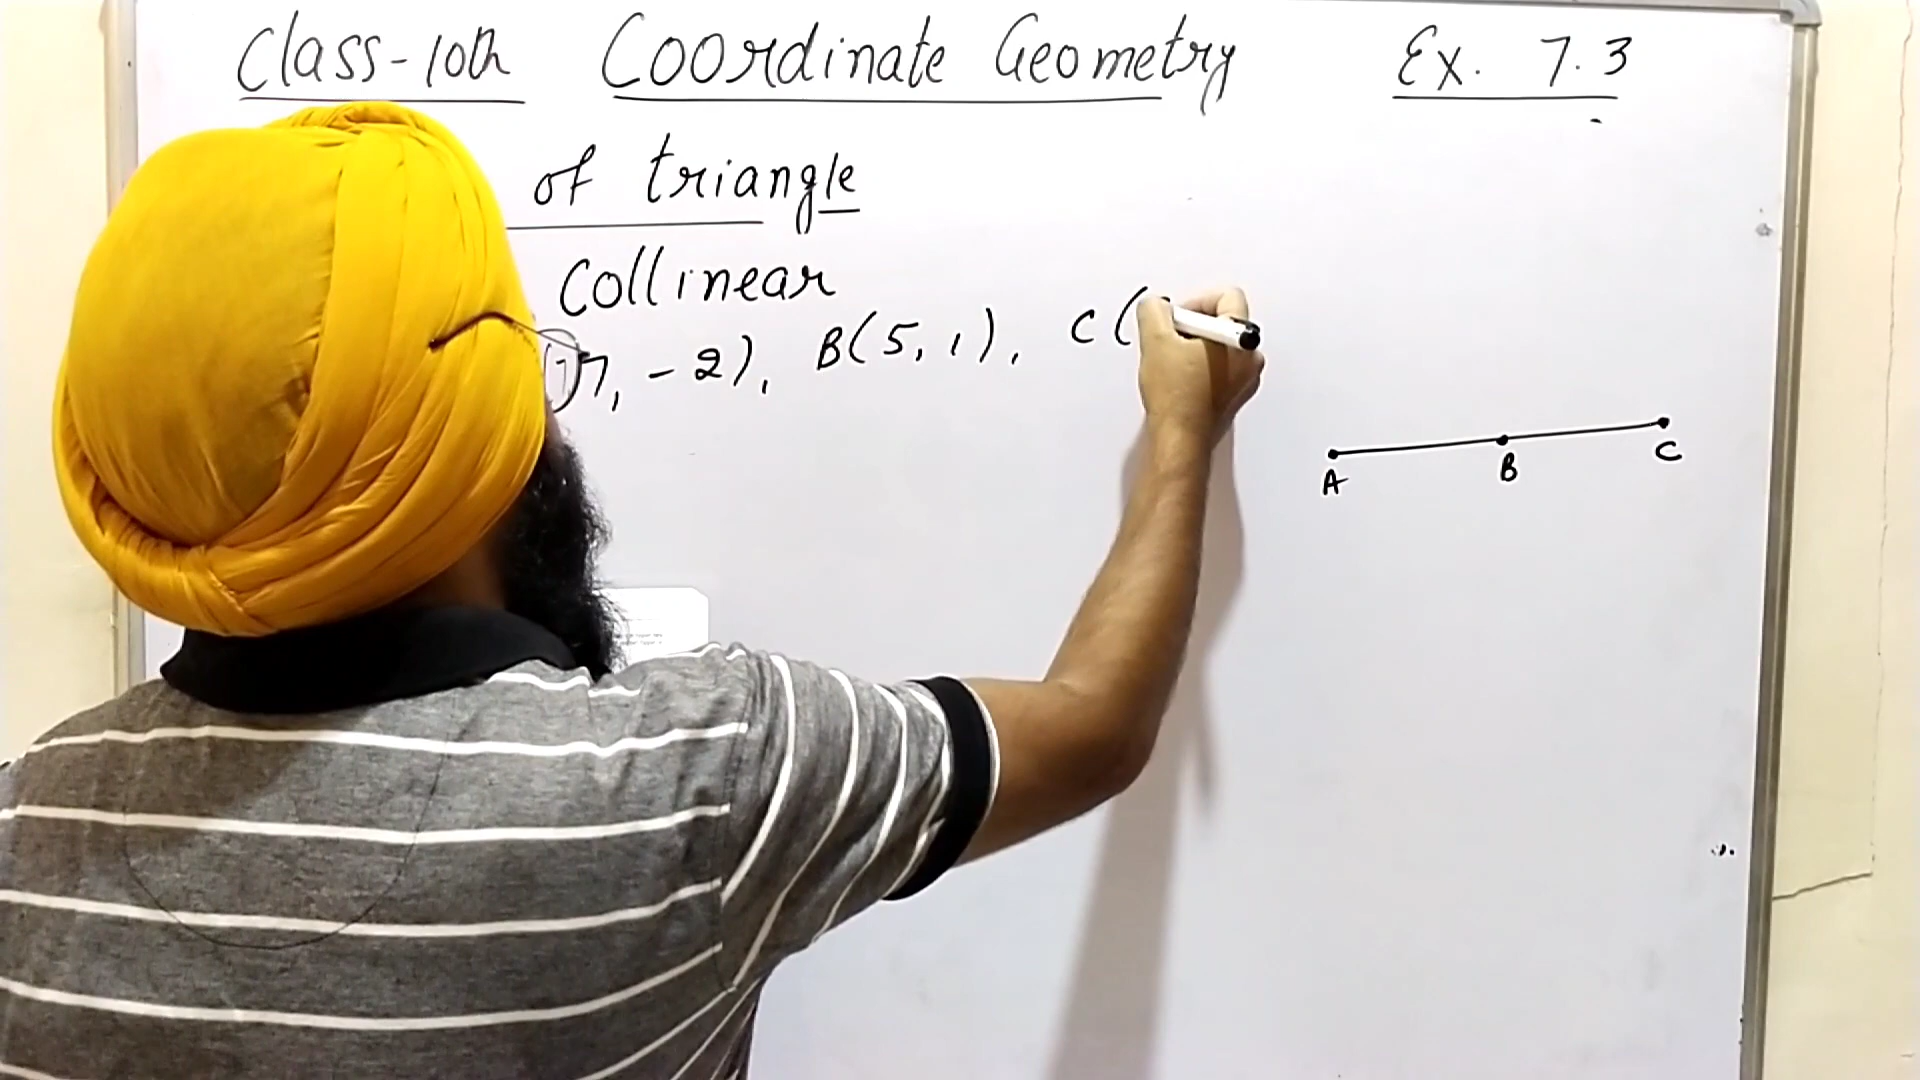 Class-10th Coordinate Geometry Ex. 7.3
of triangle
Collinear
7, -2), B(5, 1), C(
A B C